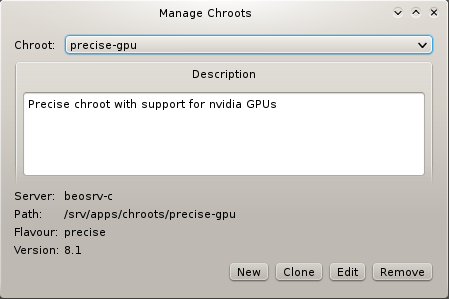 Manage Chroots
Chroot: precise-gpu
Description
Precise chroot with support for nvidia GPUs
Server: beosrv-c
Path: /srv/apps/chroots/precise-gpu
Flavour: precise
Version: 8.1
New Clone Edit Remove